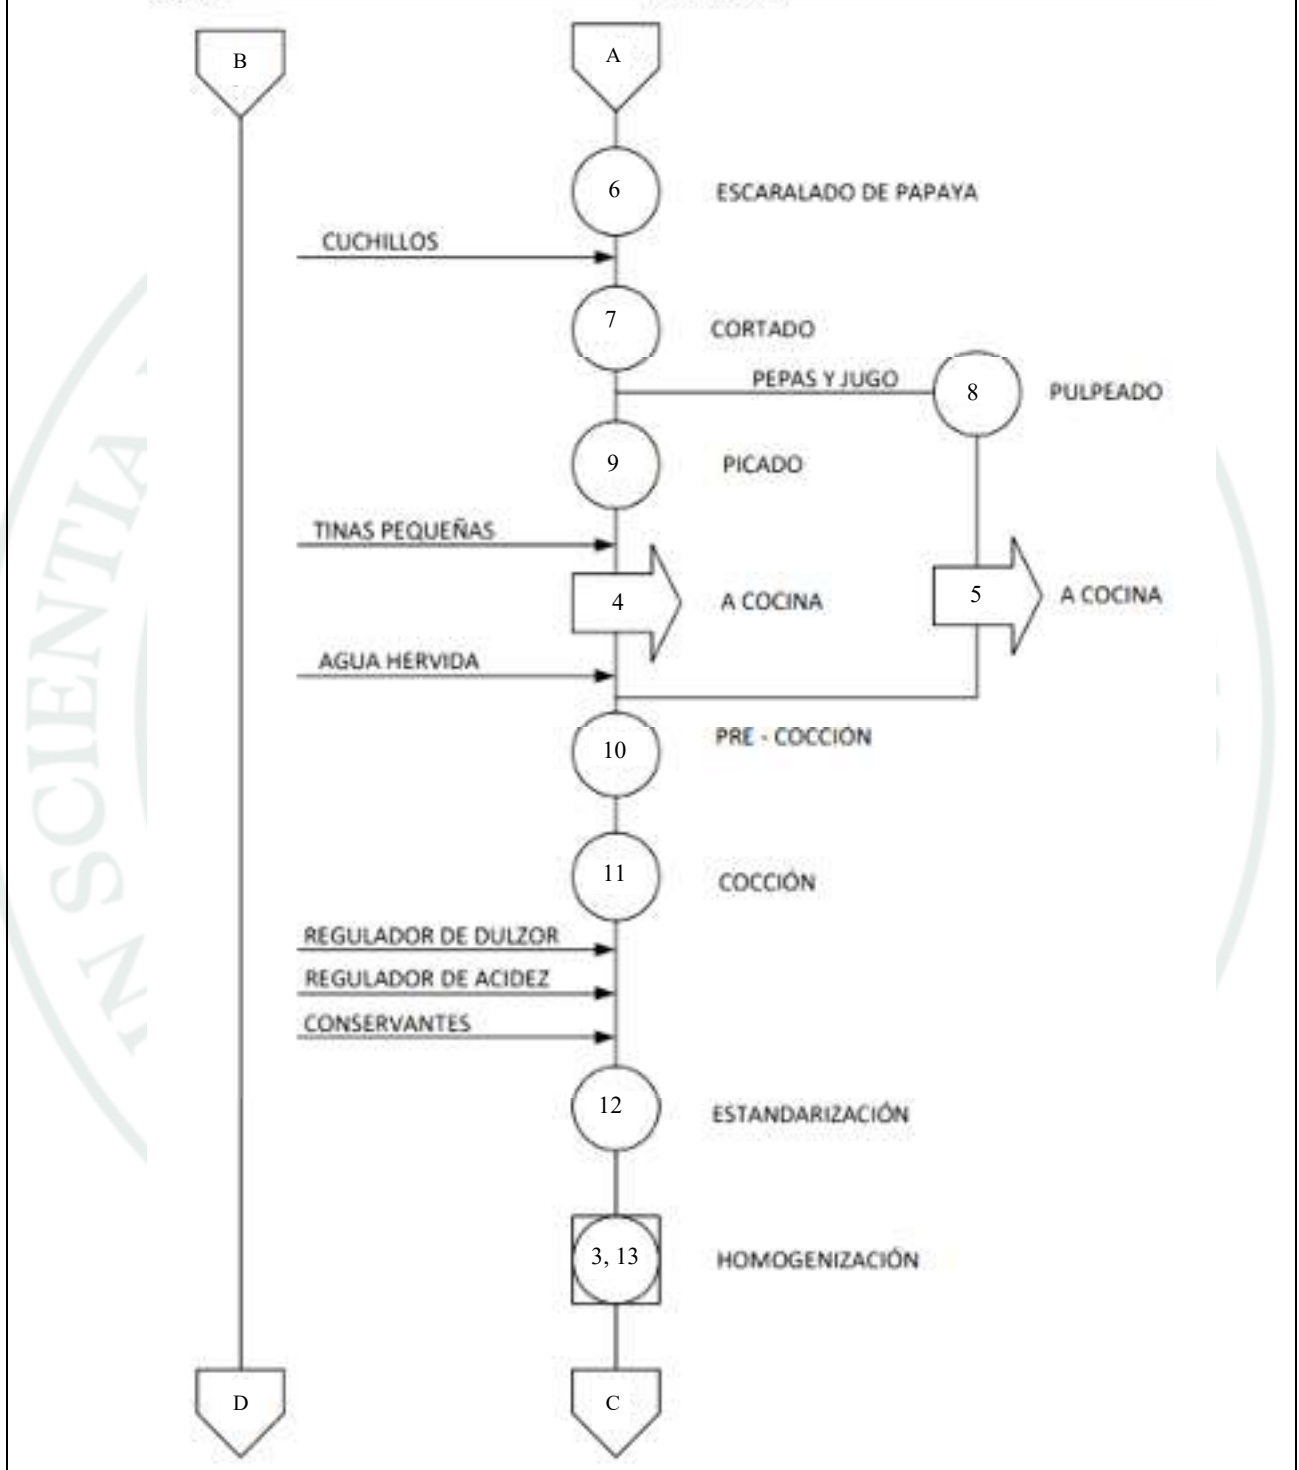 B
A
6
ESCARALADO DE PAPAYA
CUCHILLOS
7
CORTADO
PEPAS Y JUGO
8
PULPEADO
9
PICADO
TINAS PEQUEÑAS
4
A COCINA
5
A COCINA
AGUA HERVIDA
10
PRE - COCCIÓN
11
COCCIÓN
REGULADOR DE DULZOR
REGULADOR DE ACIDEZ
CONSERVANTES
12
ESTANDARIZACIÓN
3, 13
HOMOGENIZACIÓN
D
C
IN SCIENTIA